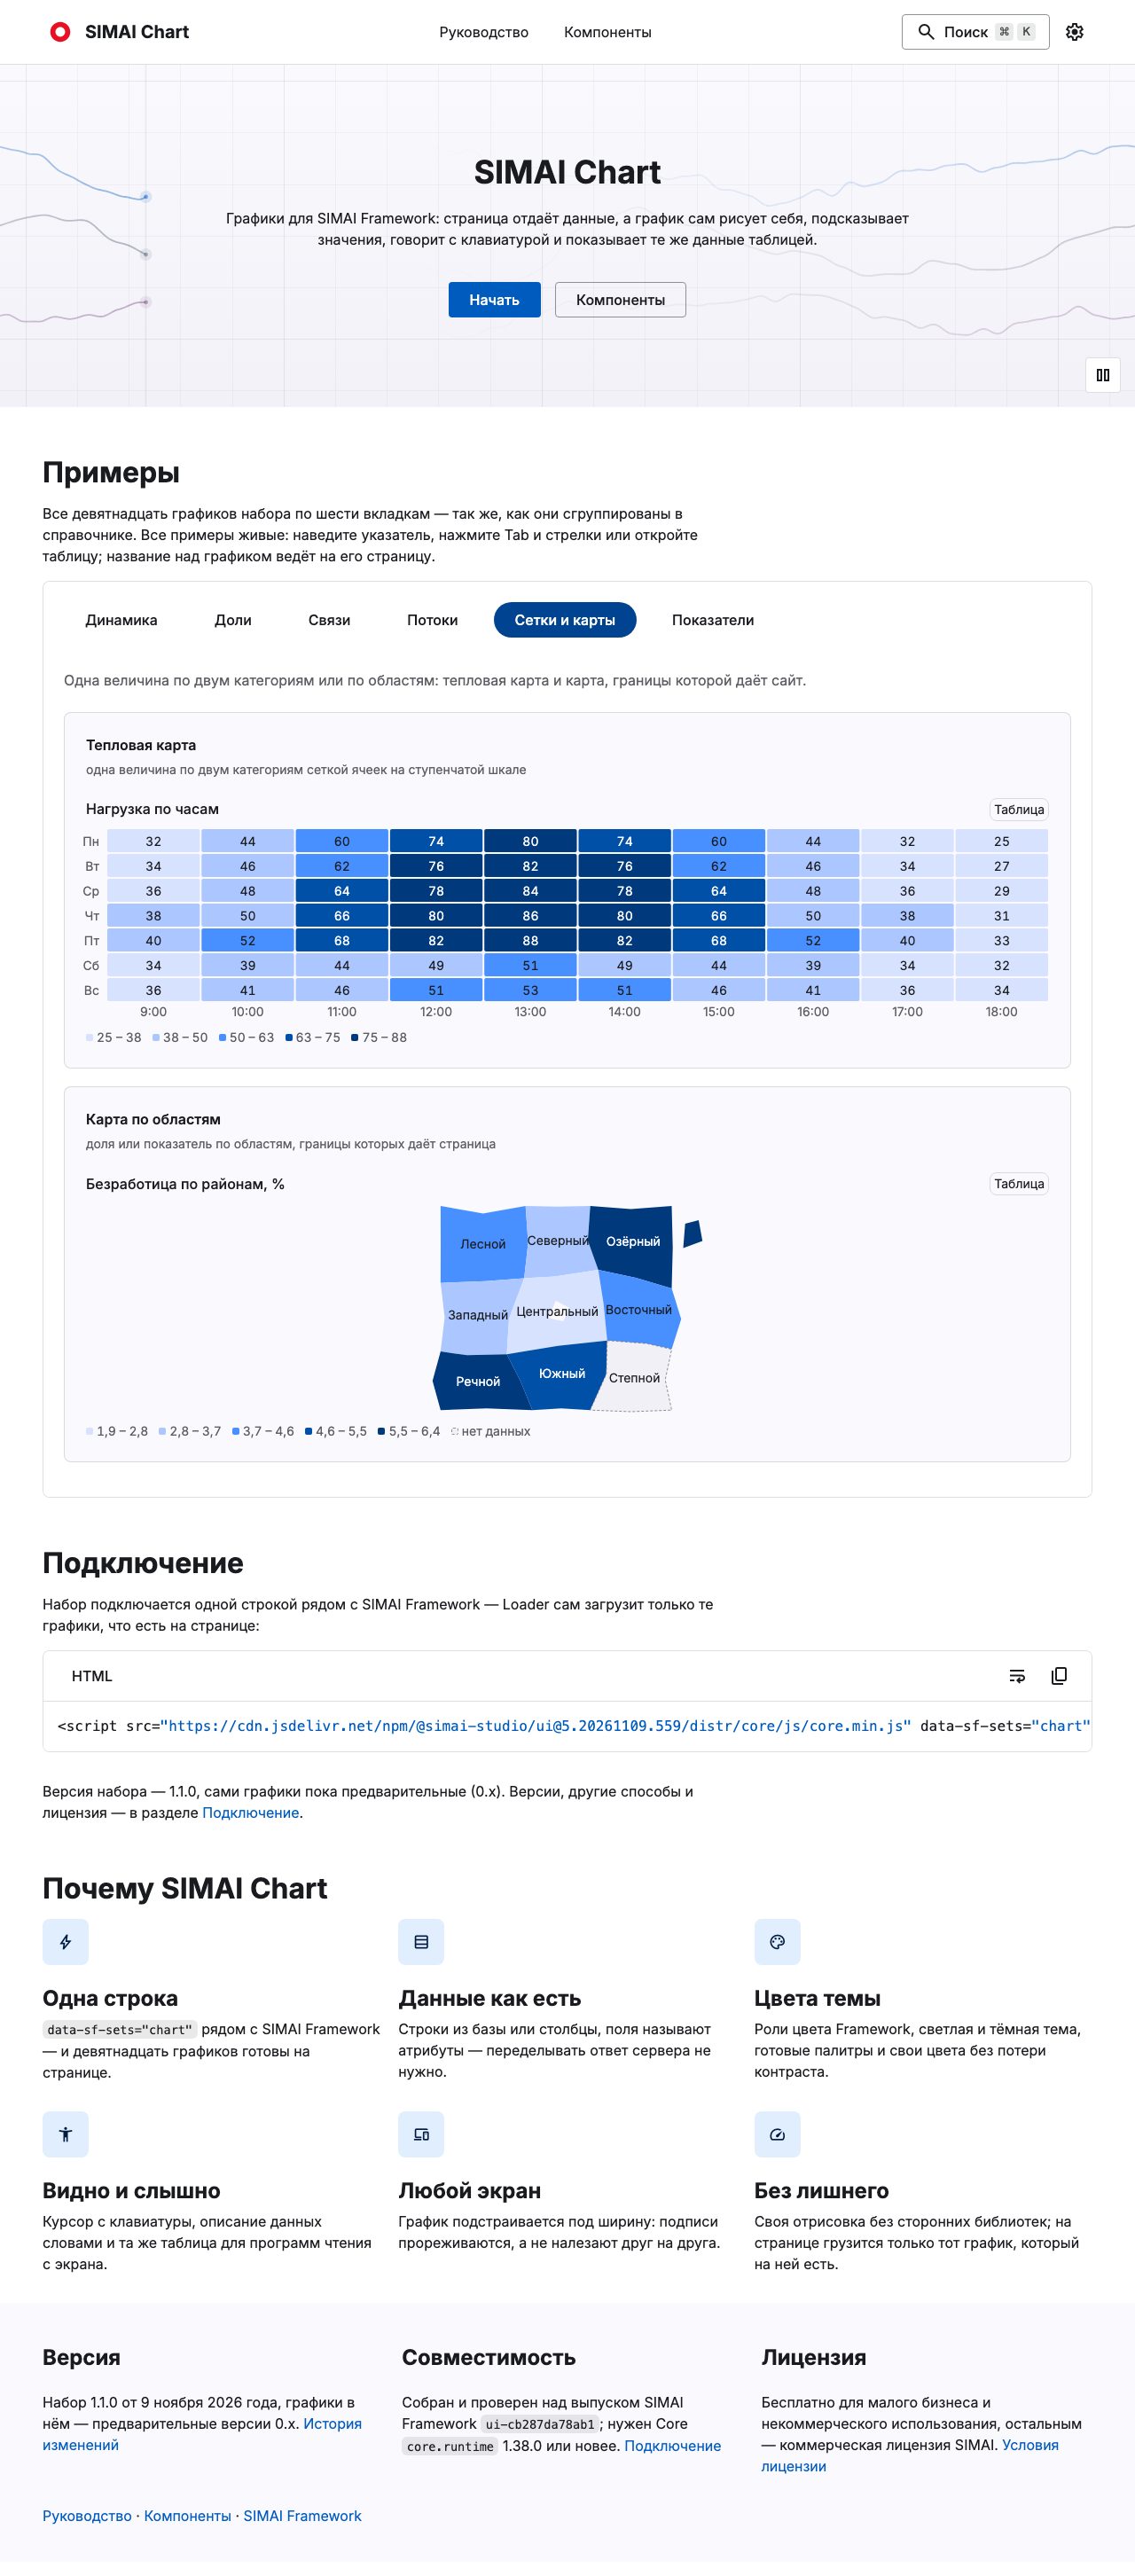 SIMAI Chart
Руководство
Компоненты
Поиск ⌘ K
SIMAI Chart
Графики для SIMAI Framework: страница отдаёт данные, а график сам рисует себя, подсказывает
значения, говорит с клавиатурой и показывает те же данные таблицей.
Начать
Компоненты
Примеры
Все девятнадцать графиков набора по шести вкладкам — так же, как они сгруппированы в
справочнике. Все примеры живые: наведите указатель, нажмите Tab и стрелки или откройте
таблицу; название над графиком ведёт на его страницу.
Динамика Доли Связи Потоки Сетки и карты Показатели
Одна величина по двум категориям или по областям: тепловая карта и карта, границы которой даёт сайт.
Тепловая карта
одна величина по двум категориям сеткой ячеек на ступенчатой шкале
Нагрузка по часам
Таблица
Пн 32 44 60 74 80 74 60 44 32 25
Вт 34 46 62 76 82 76 62 46 34 27
Ср 36 48 64 78 84 78 64 48 36 29
Чт 38 50 66 80 86 80 66 50 38 31
Пт 40 52 68 82 88 82 68 52 40 33
Сб 34 39 44 49 51 49 44 39 34 32
Вс 36 41 46 51 53 51 46 41 36 34
9:00 10:00 11:00 12:00 13:00 14:00 15:00 16:00 17:00 18:00
25 – 38 38 – 50 50 – 63 63 – 75 75 – 88
Карта по областям
доля или показатель по областям, границы которых даёт страница
Безработица по районам, %
Таблица
Лесной Северный Озёрный
Западный Центральный Восточный
Речной Южный Степной
1,9 – 2,8 2,8 – 3,7 3,7 – 4,6 4,6 – 5,5 5,5 – 6,4 нет данных
Подключение
Набор подключается одной строкой рядом с SIMAI Framework — Loader сам загрузит только те
графики, что есть на странице:
HTML
<script src="https://cdn.jsdelivr.net/npm/@simai-studio/ui@5.20261109.559/distr/core/js/core.min.js" data-sf-sets="chart"
Версия набора — 1.1.0, сами графики пока предварительные (0.x). Версии, другие способы и
лицензия — в разделе Подключение.
Почему SIMAI Chart
Одна строка
data-sf-sets="chart" рядом с SIMAI Framework
— и девятнадцать графиков готовы на
странице.
Данные как есть
Строки из базы или столбцы, поля называют
атрибуты — переделывать ответ сервера не
нужно.
Цвета темы
Роли цвета Framework, светлая и тёмная тема,
готовые палитры и свои цвета без потери
контраста.
Видно и слышно
Курсор с клавиатуры, описание данных
словами и та же таблица для программ чтения
с экрана.
Любой экран
График подстраивается под ширину: подписи
прореживаются, а не налезают друг на друга.
Без лишнего
Своя отрисовка без сторонних библиотек; на
странице грузится только тот график, который
на ней есть.
Версия
Набор 1.1.0 от 9 ноября 2026 года, графики в
нём — предварительные версии 0.x. История
изменений
Совместимость
Собран и проверен над выпуском SIMAI
Framework ui-cb287da78ab1; нужен Core
core.runtime 1.38.0 или новее. Подключение
Лицензия
Бесплатно для малого бизнеса и
некоммерческого использования, остальным
— коммерческая лицензия SIMAI. Условия
лицензии
Руководство · Компоненты · SIMAI Framework